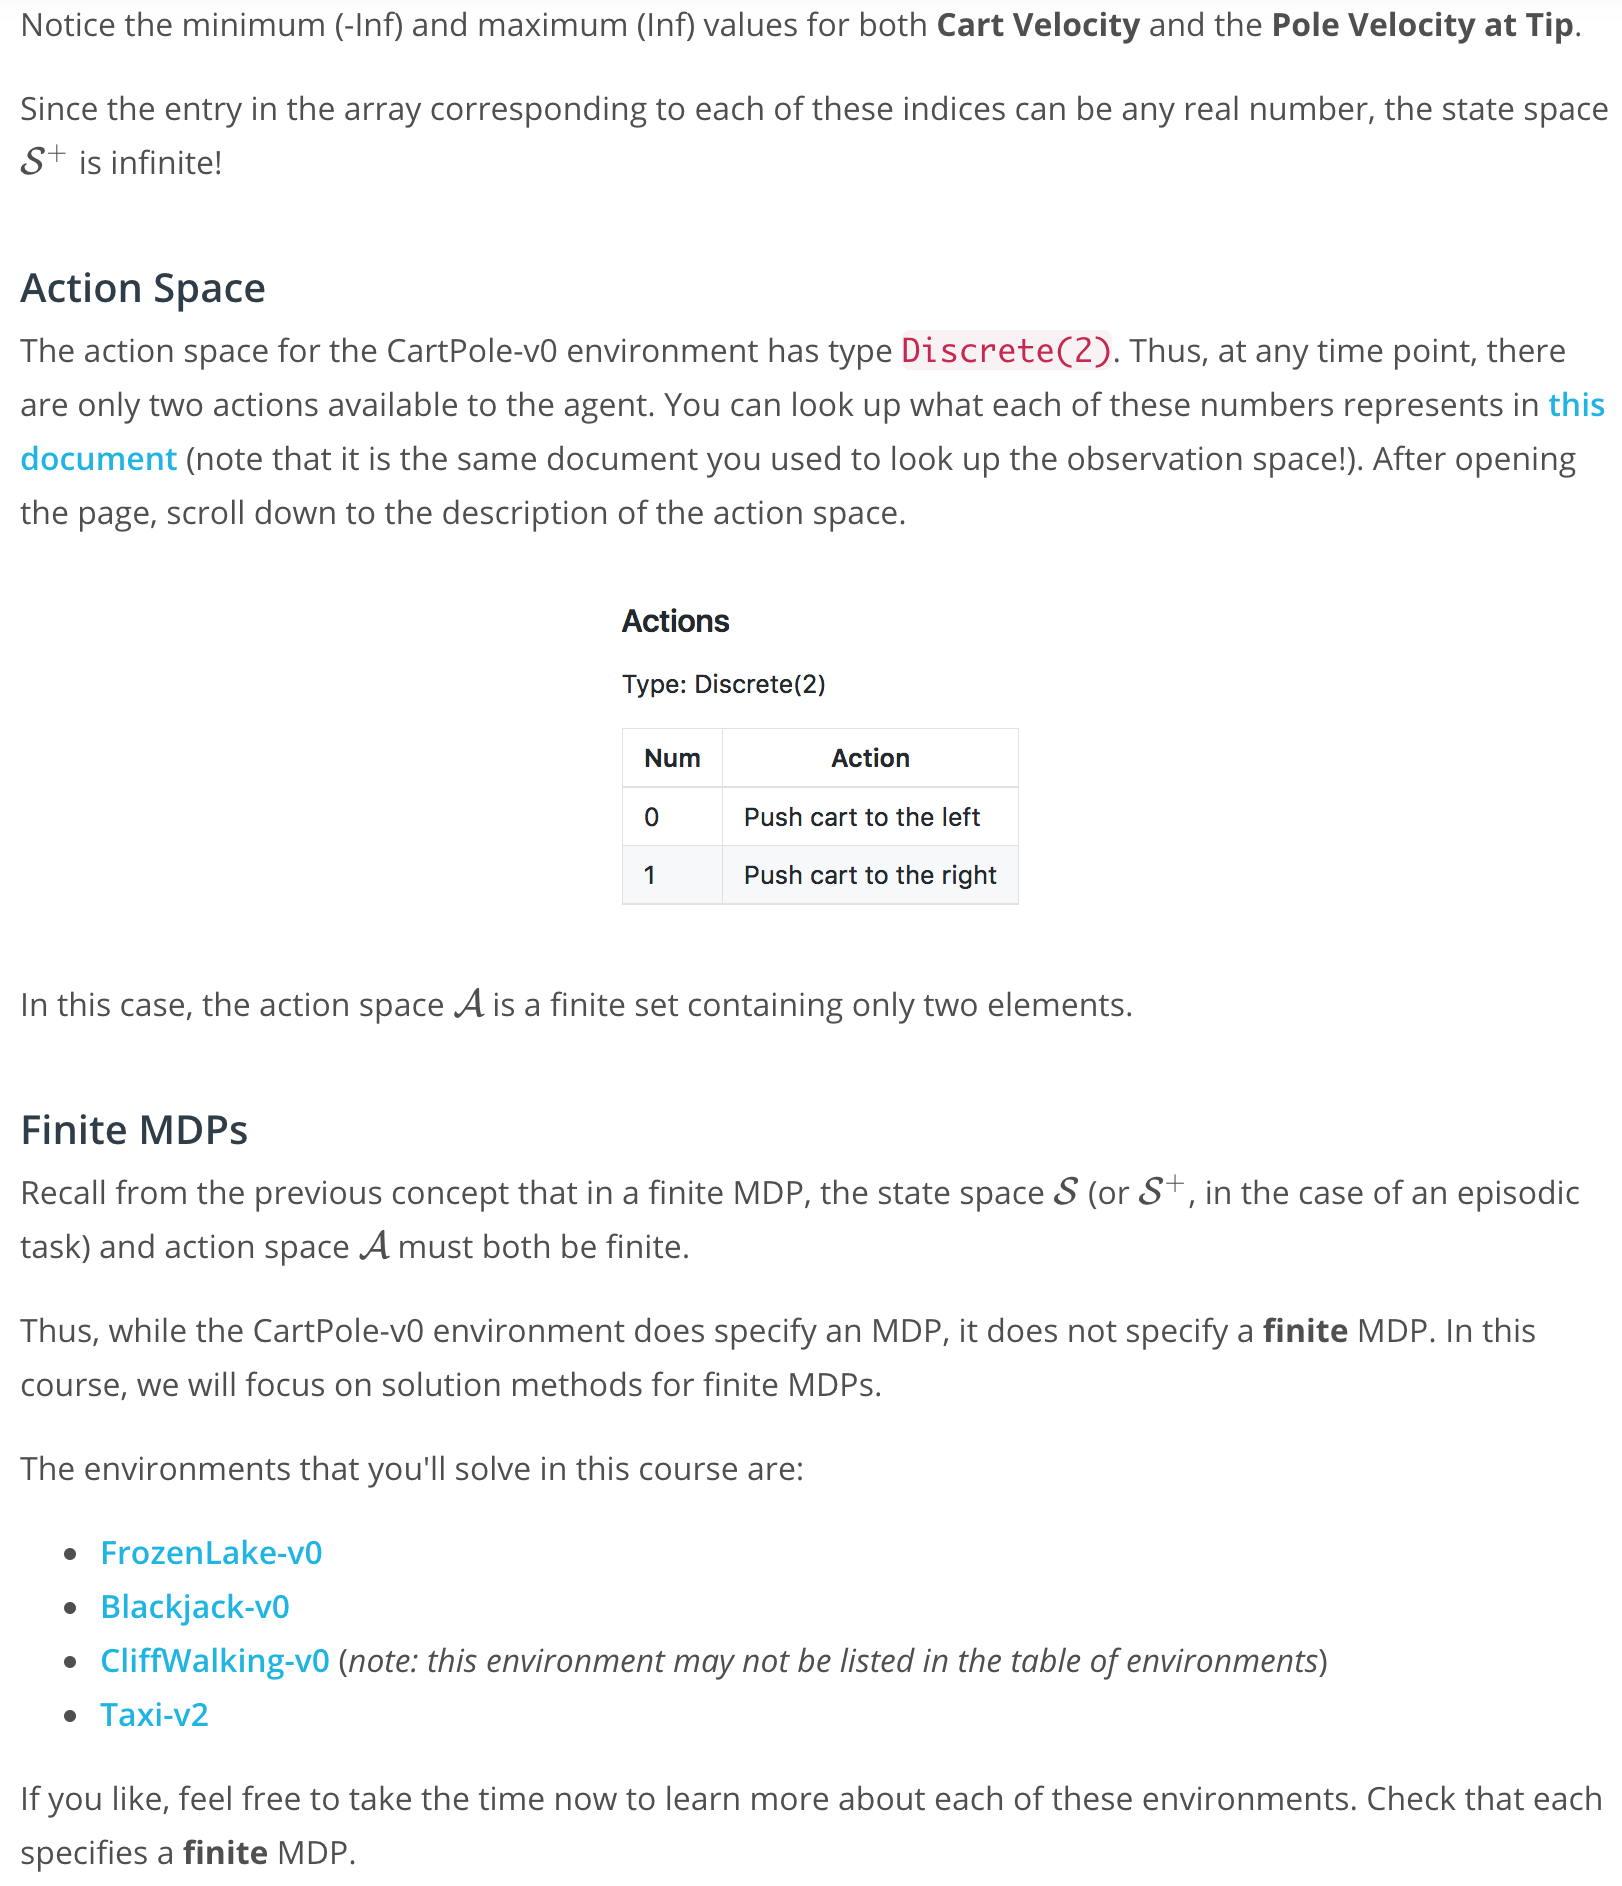 Notice the minimum (-Inf) and maximum (Inf) values for both Cart Velocity and the Pole Velocity at Tip.
Since the entry in the array corresponding to each of these indices can be any real number, the state space
𝒮⁺ is infinite!
Action Space
The action space for the CartPole-v0 environment has type Discrete(2). Thus, at any time point, there
are only two actions available to the agent. You can look up what each of these numbers represents in this
document (note that it is the same document you used to look up the observation space!). After opening
the page, scroll down to the description of the action space.
Actions
Type: Discrete(2)
Num Action
0 Push cart to the left
1 Push cart to the right
In this case, the action space 𝒜 is a finite set containing only two elements.
Finite MDPs
Recall from the previous concept that in a finite MDP, the state space 𝒮 (or 𝒮⁺, in the case of an episodic
task) and action space 𝒜 must both be finite.
Thus, while the CartPole-v0 environment does specify an MDP, it does not specify a finite MDP. In this
course, we will focus on solution methods for finite MDPs.
The environments that you'll solve in this course are:
• FrozenLake-v0
• Blackjack-v0
• CliffWalking-v0 (note: this environment may not be listed in the table of environments)
• Taxi-v2
If you like, feel free to take the time now to learn more about each of these environments. Check that each
specifies a finite MDP.